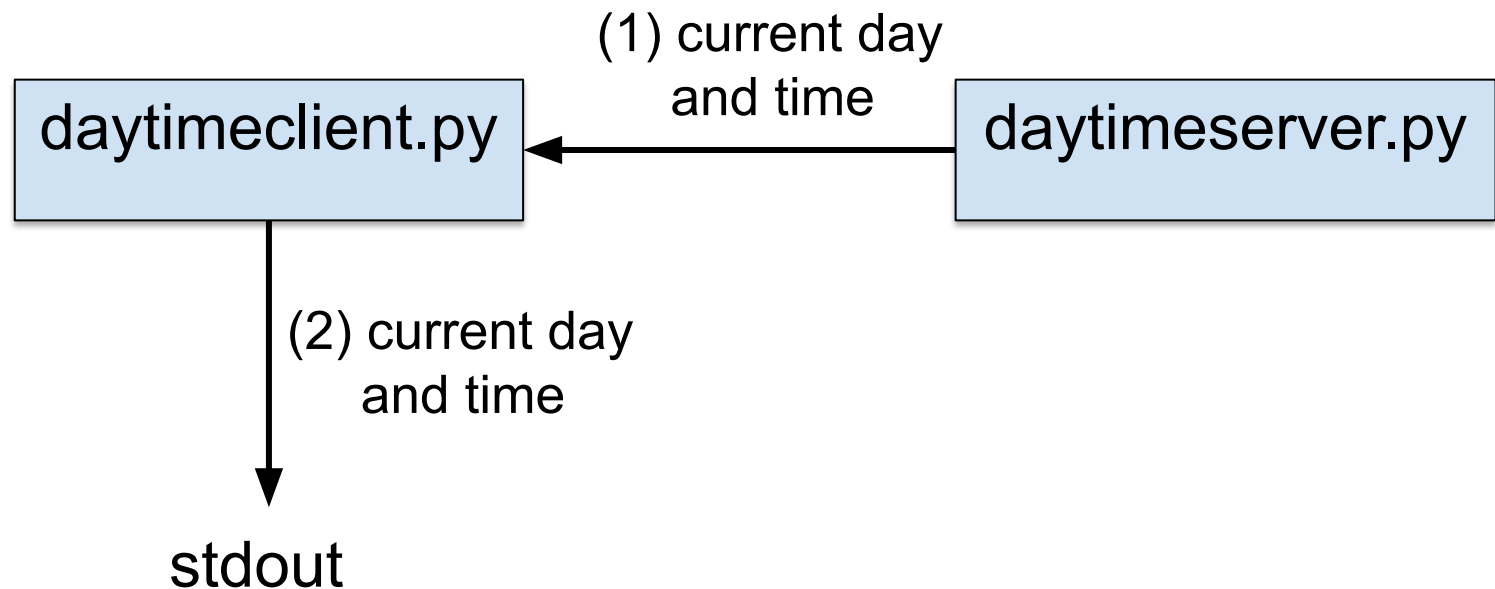 (1) current day
and time
daytimeclient.py
daytimeserver.py
(2) current day
and time
stdout